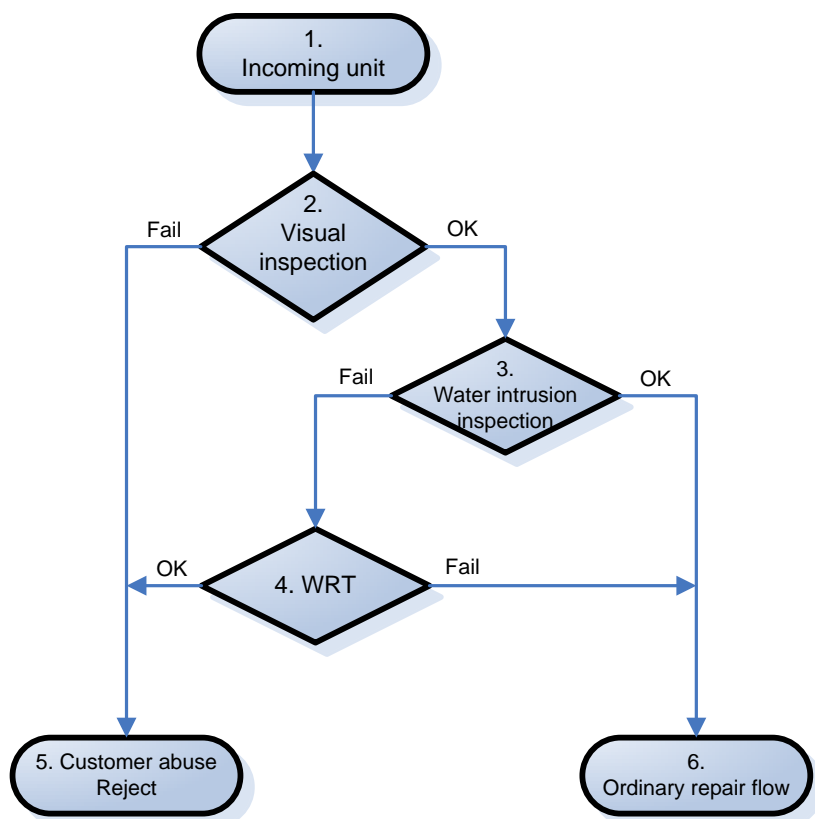 1.
Incoming unit
2.
Visual
inspection
Fail
OK
3.
Water intrusion
inspection
Fail
OK
4. WRT
OK
Fail
5. Customer abuse
Reject
6.
Ordinary repair flow